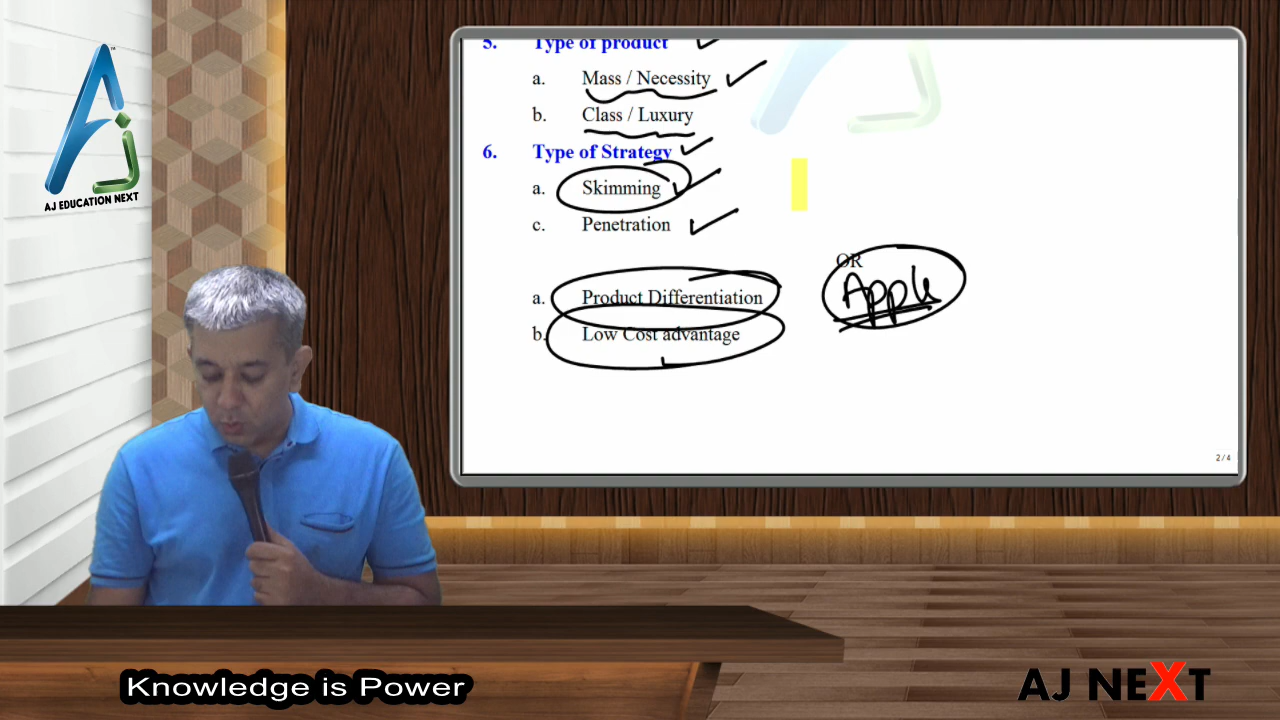 AJ EDUCATION NEXT
5. Type of product
a. Mass / Necessity
b. Class / Luxury
6. Type of Strategy
a. Skimming
c. Penetration
OR
Apple
a. Product Differentiation
b. Low Cost advantage
2 / 4
Knowledge is Power
AJ NEXT